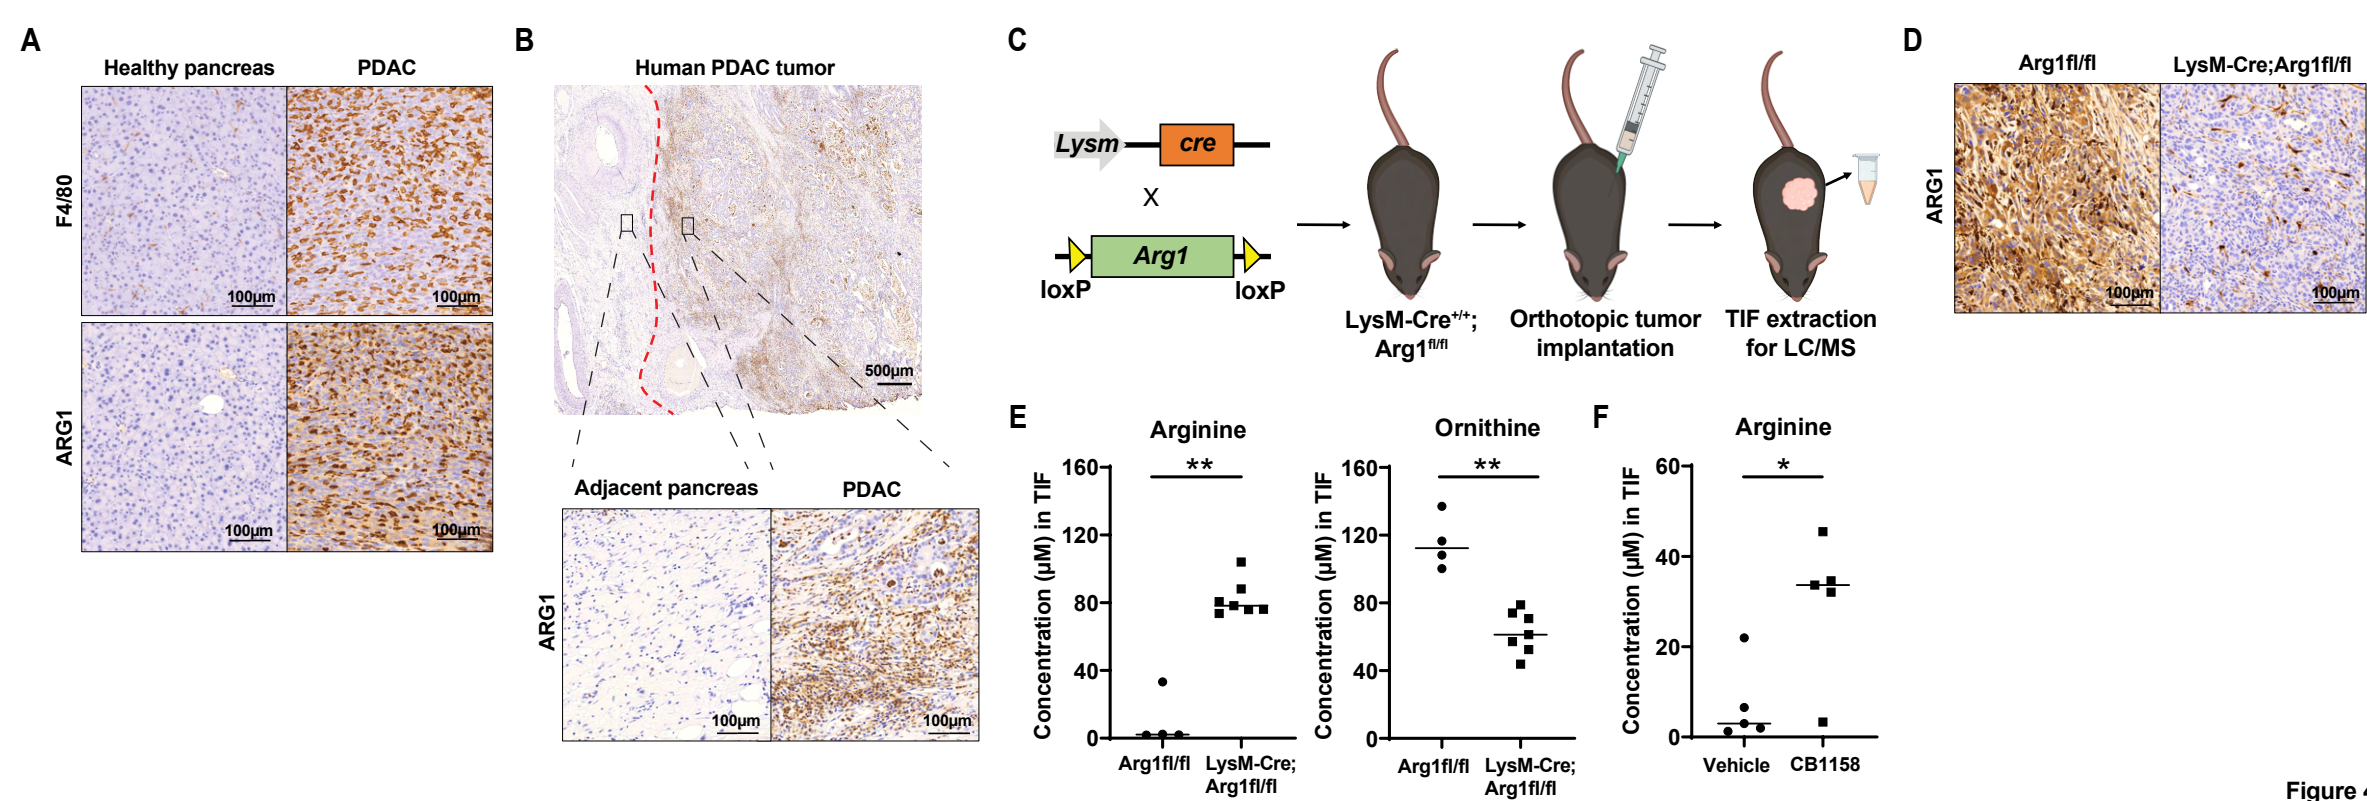 A
Healthy pancreas
PDAC
F4/80
100µm
100µm
ARG1
100µm
100µm
B
Human PDAC tumor
500µm
Adjacent pancreas
PDAC
ARG1
100µm
100µm
C
Lysm
cre
X
Arg1
loxP
loxP
LysM-Cre+/+;
Arg1fl/fl
Orthotopic tumor
implantation
TIF extraction
for LC/MS
D
Arg1fl/fl
LysM-Cre;Arg1fl/fl
ARG1
100µm
100µm
E
Arginine
**
Concentration (µM) in TIF
160
120
80
40
0
Arg1fl/fl
LysM-Cre;
Arg1fl/fl
Ornithine
**
Concentration (µM) in TIF
160
120
80
40
0
Arg1fl/fl
LysM-Cre;
Arg1fl/fl
F
Arginine
*
Concentration (µM) in TIF
60
40
20
0
Vehicle
CB1158
Figure